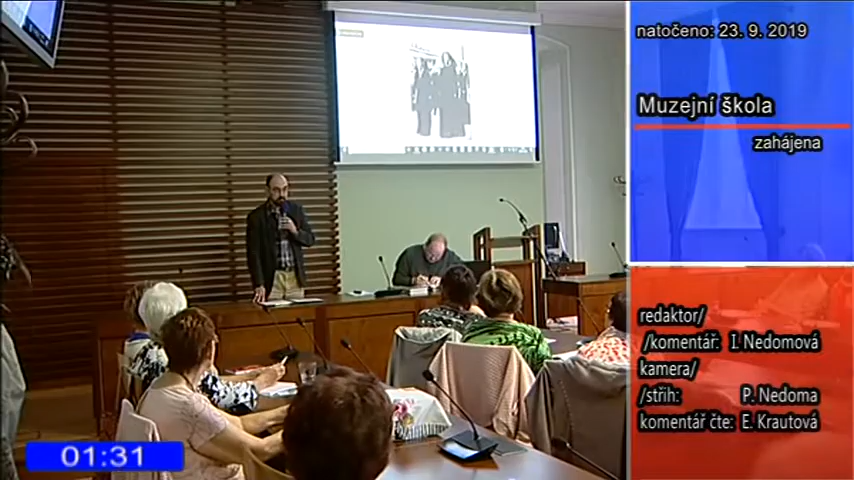 natočeno: 23. 9. 2019
Muzejní škola
zahájena
redaktor/
/komentář: I. Nedomová
kamera/
/střih: P. Nedoma
komentář čte: E. Krautová
01:31